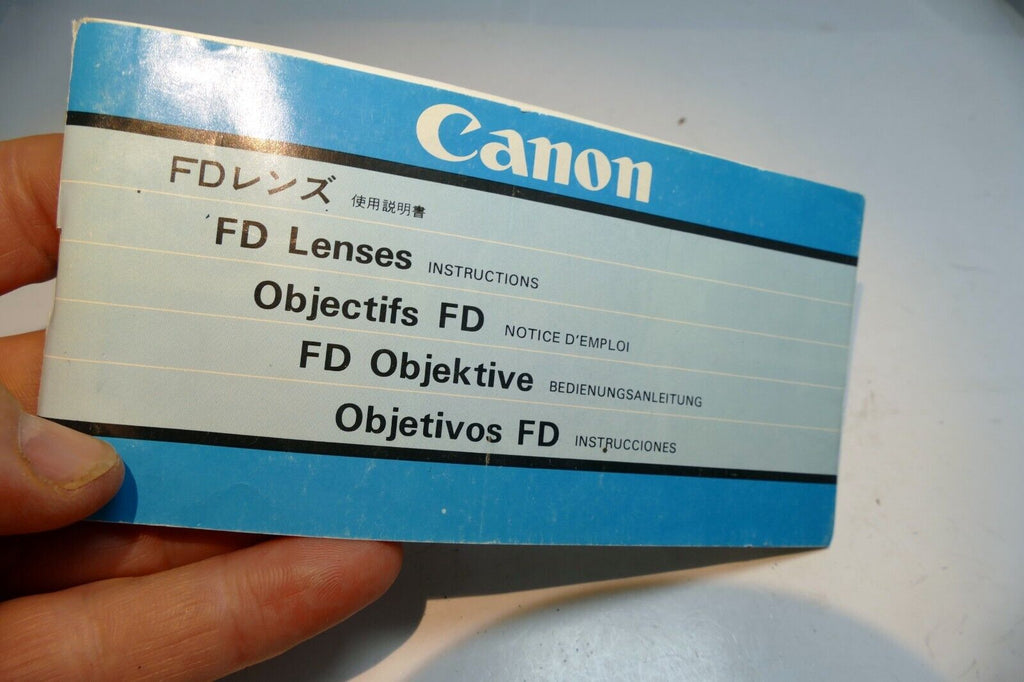 Canon
FDレンズ 使用説明書
FD Lenses INSTRUCTIONS
Objectifs FD NOTICE D'EMPLOI
FD Objektive BEDIENUNGSANLEITUNG
Objetivos FD INSTRUCCIONES